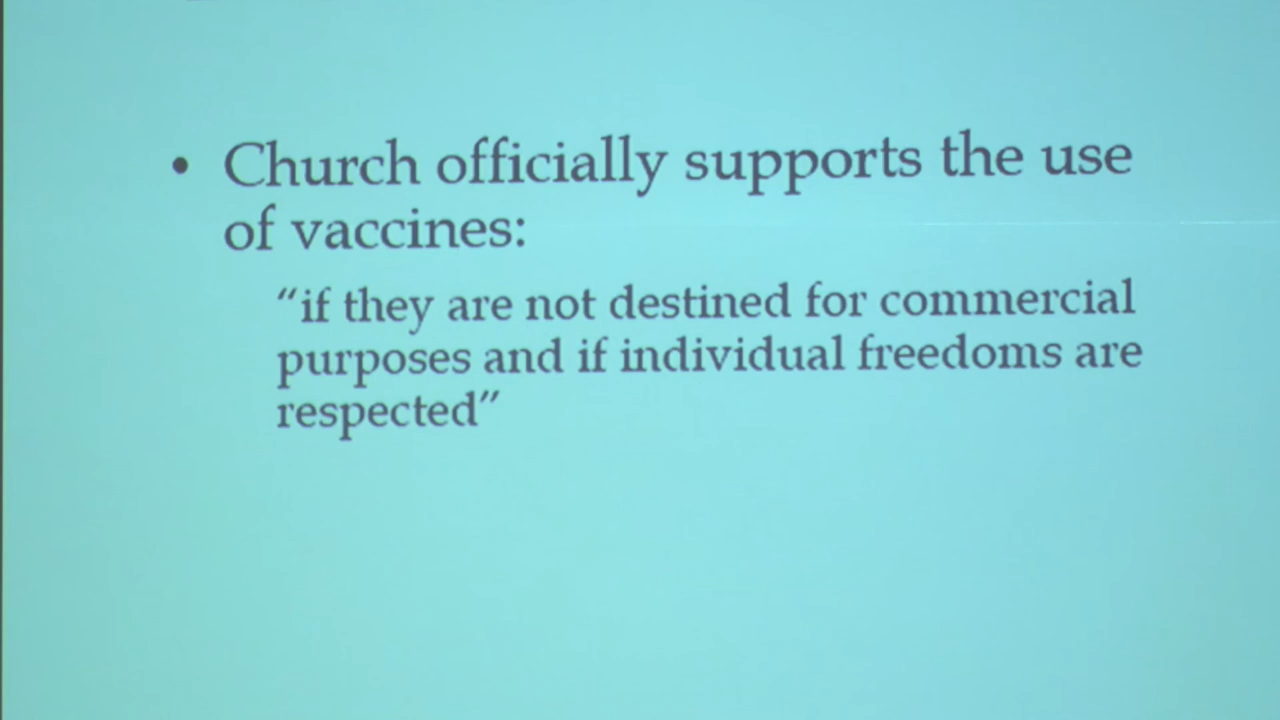 • Church officially supports the use
of vaccines:
“if they are not destined for commercial
purposes and if individual freedoms are
respected”